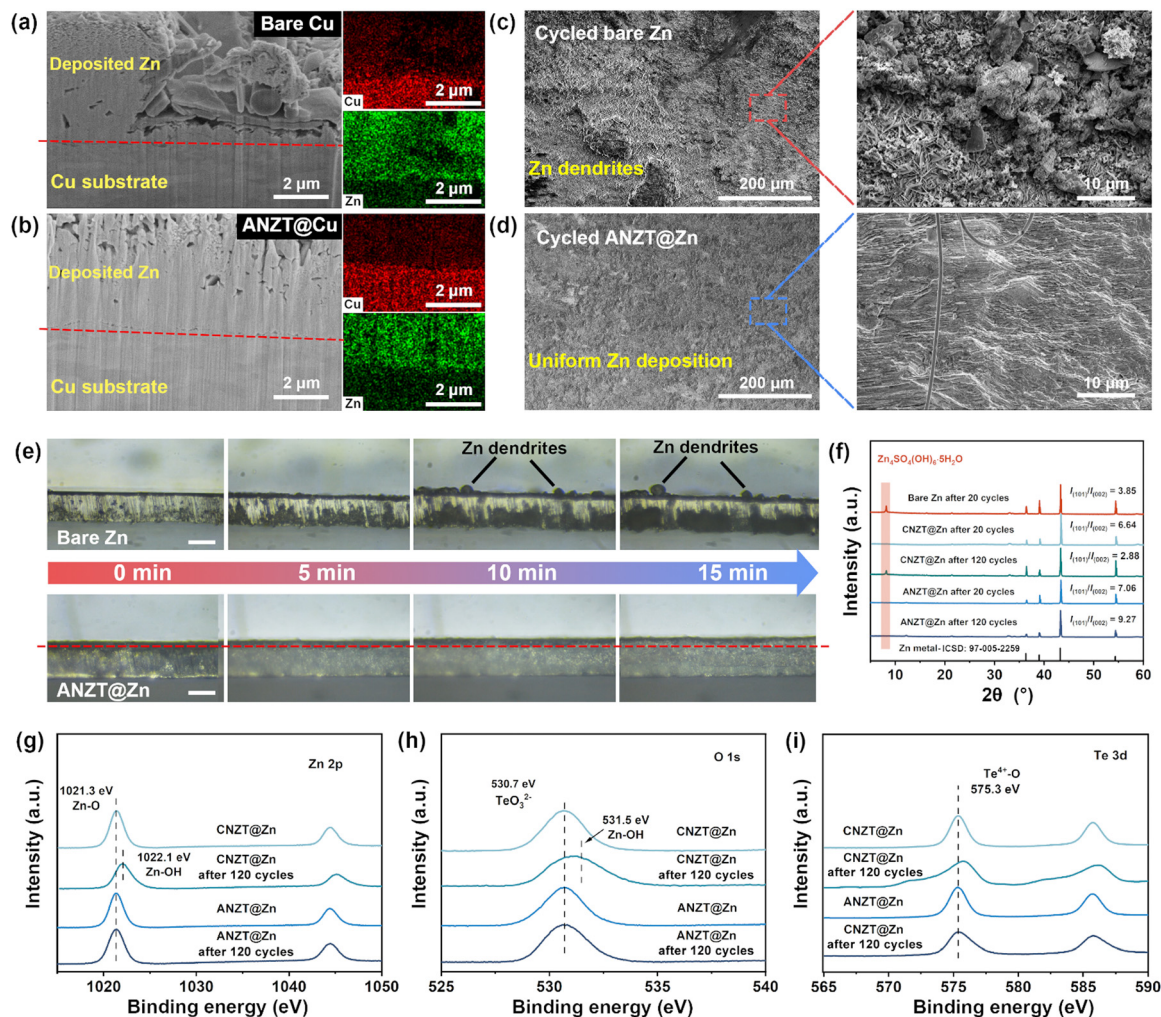 (a)
Bare Cu
Deposited Zn
Cu substrate
2 µm
Cu
2 µm
Zn
2 µm
(b)
ANZT@Cu
Deposited Zn
Cu substrate
2 µm
Cu
2 µm
Zn
2 µm
(c)
Cycled bare Zn
Zn dendrites
200 µm
10 µm
(d)
Cycled ANZT@Zn
Uniform Zn deposition
200 µm
10 µm
(e)
Zn dendrites
Zn dendrites
Bare Zn
0 min
5 min
10 min
15 min
ANZT@Zn
(f)
Zn₄SO₄(OH)₆·5H₂O
Bare Zn after 20 cycles
I(101)/I(002) = 3.85
CNZT@Zn after 20 cycles
I(101)/I(002) = 6.64
CNZT@Zn after 120 cycles
I(101)/I(002) = 2.88
ANZT@Zn after 20 cycles
I(101)/I(002) = 7.06
ANZT@Zn after 120 cycles
I(101)/I(002) = 9.27
Zn metal- ICSD: 97-005-2259
Intensity (a.u.)
10 20 30 40 50 60
2θ (°)
(g)
Zn 2p
1021.3 eV
Zn-O
CNZT@Zn
1022.1 eV
Zn-OH
CNZT@Zn
after 120 cycles
ANZT@Zn
ANZT@Zn
after 120 cycles
Intensity (a.u.)
1020 1030 1040 1050
Binding energy (eV)
(h)
O 1s
530.7 eV
TeO₃²⁻
531.5 eV
Zn-OH
CNZT@Zn
CNZT@Zn
after 120 cycles
ANZT@Zn
ANZT@Zn
after 120 cycles
Intensity (a.u.)
525 530 535 540
Binding energy (eV)
(i)
Te 3d
Te⁴⁺-O
575.3 eV
CNZT@Zn
CNZT@Zn
after 120 cycles
ANZT@Zn
CNZT@Zn
after 120 cycles
Intensity (a.u.)
565 570 575 580 585 590
Binding energy (eV)